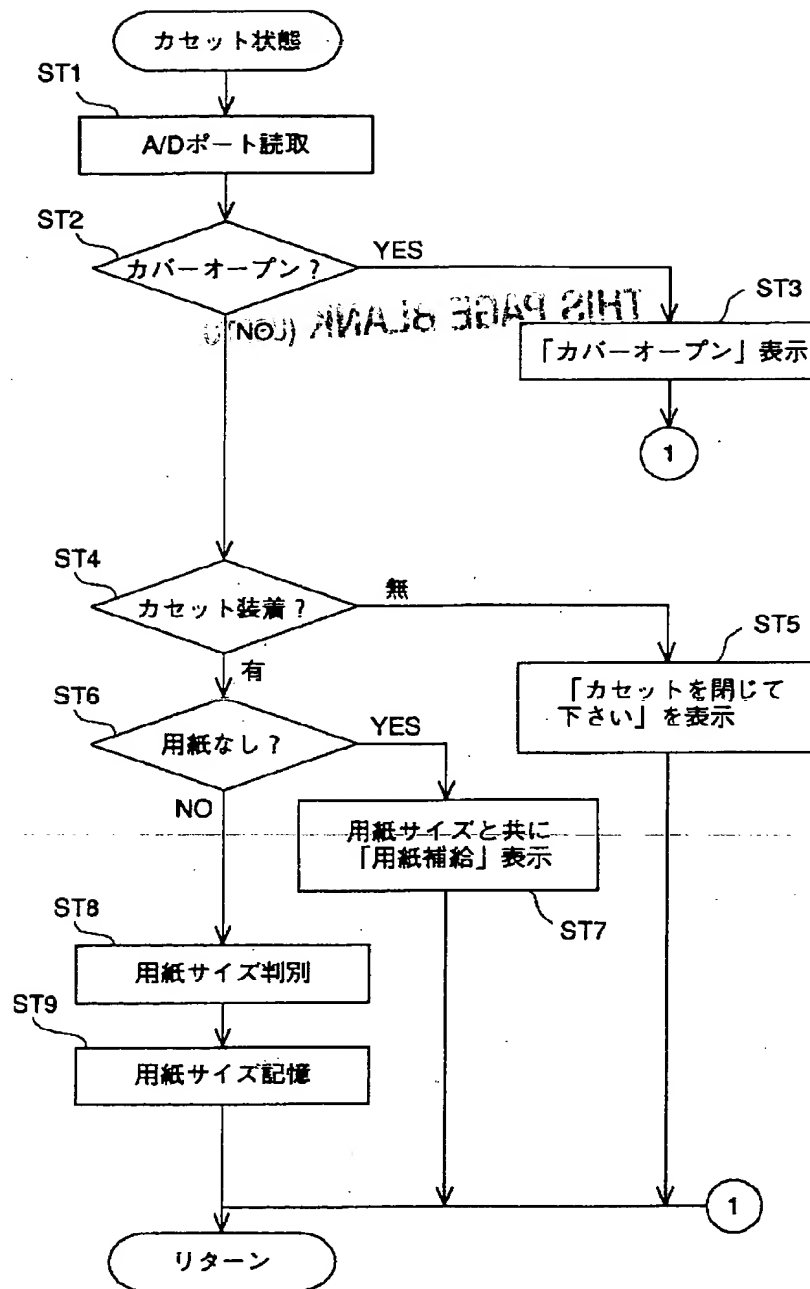 カセット状態
ST1
A/Dポート読取
ST2
カバーオープン?
YES
NO
THIS PAGE BLANK
ST3
「カバーオープン」表示
1
ST4
カセット装着?
無
有
ST5
「カセットを閉じて
下さい」を表示
ST6
用紙なし?
YES
NO
用紙サイズと共に
「用紙補給」表示
ST7
ST8
用紙サイズ判別
ST9
用紙サイズ記憶
1
リターン